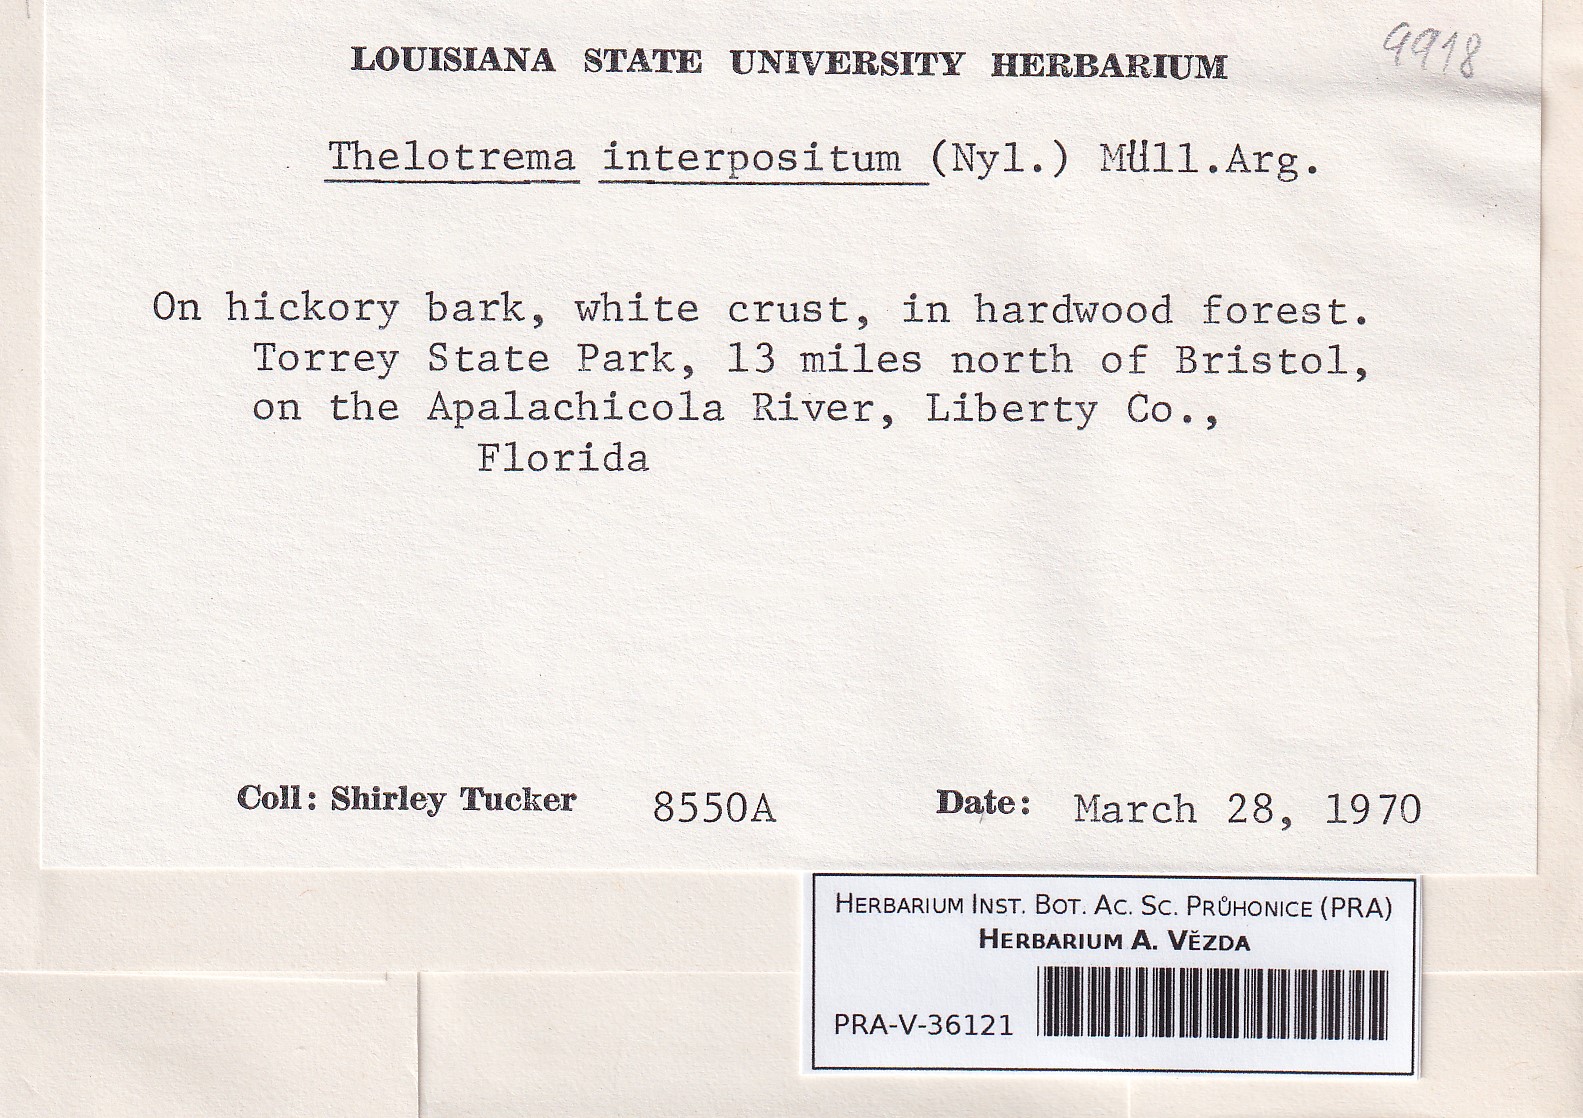 9918
LOUISIANA STATE UNIVERSITY HERBARIUM
Thelotrema interpositum (Nyl.) Müll.Arg.
On hickory bark, white crust, in hardwood forest.
Torrey State Park, 13 miles north of Bristol,
on the Apalachicola River, Liberty Co.,
Florida
Coll: Shirley Tucker 8550A Date: March 28, 1970
HERBARIUM INST. BOT. AC. SC. PRŮHONICE (PRA)
HERBARIUM A. VĚZDA
PRA-V-36121